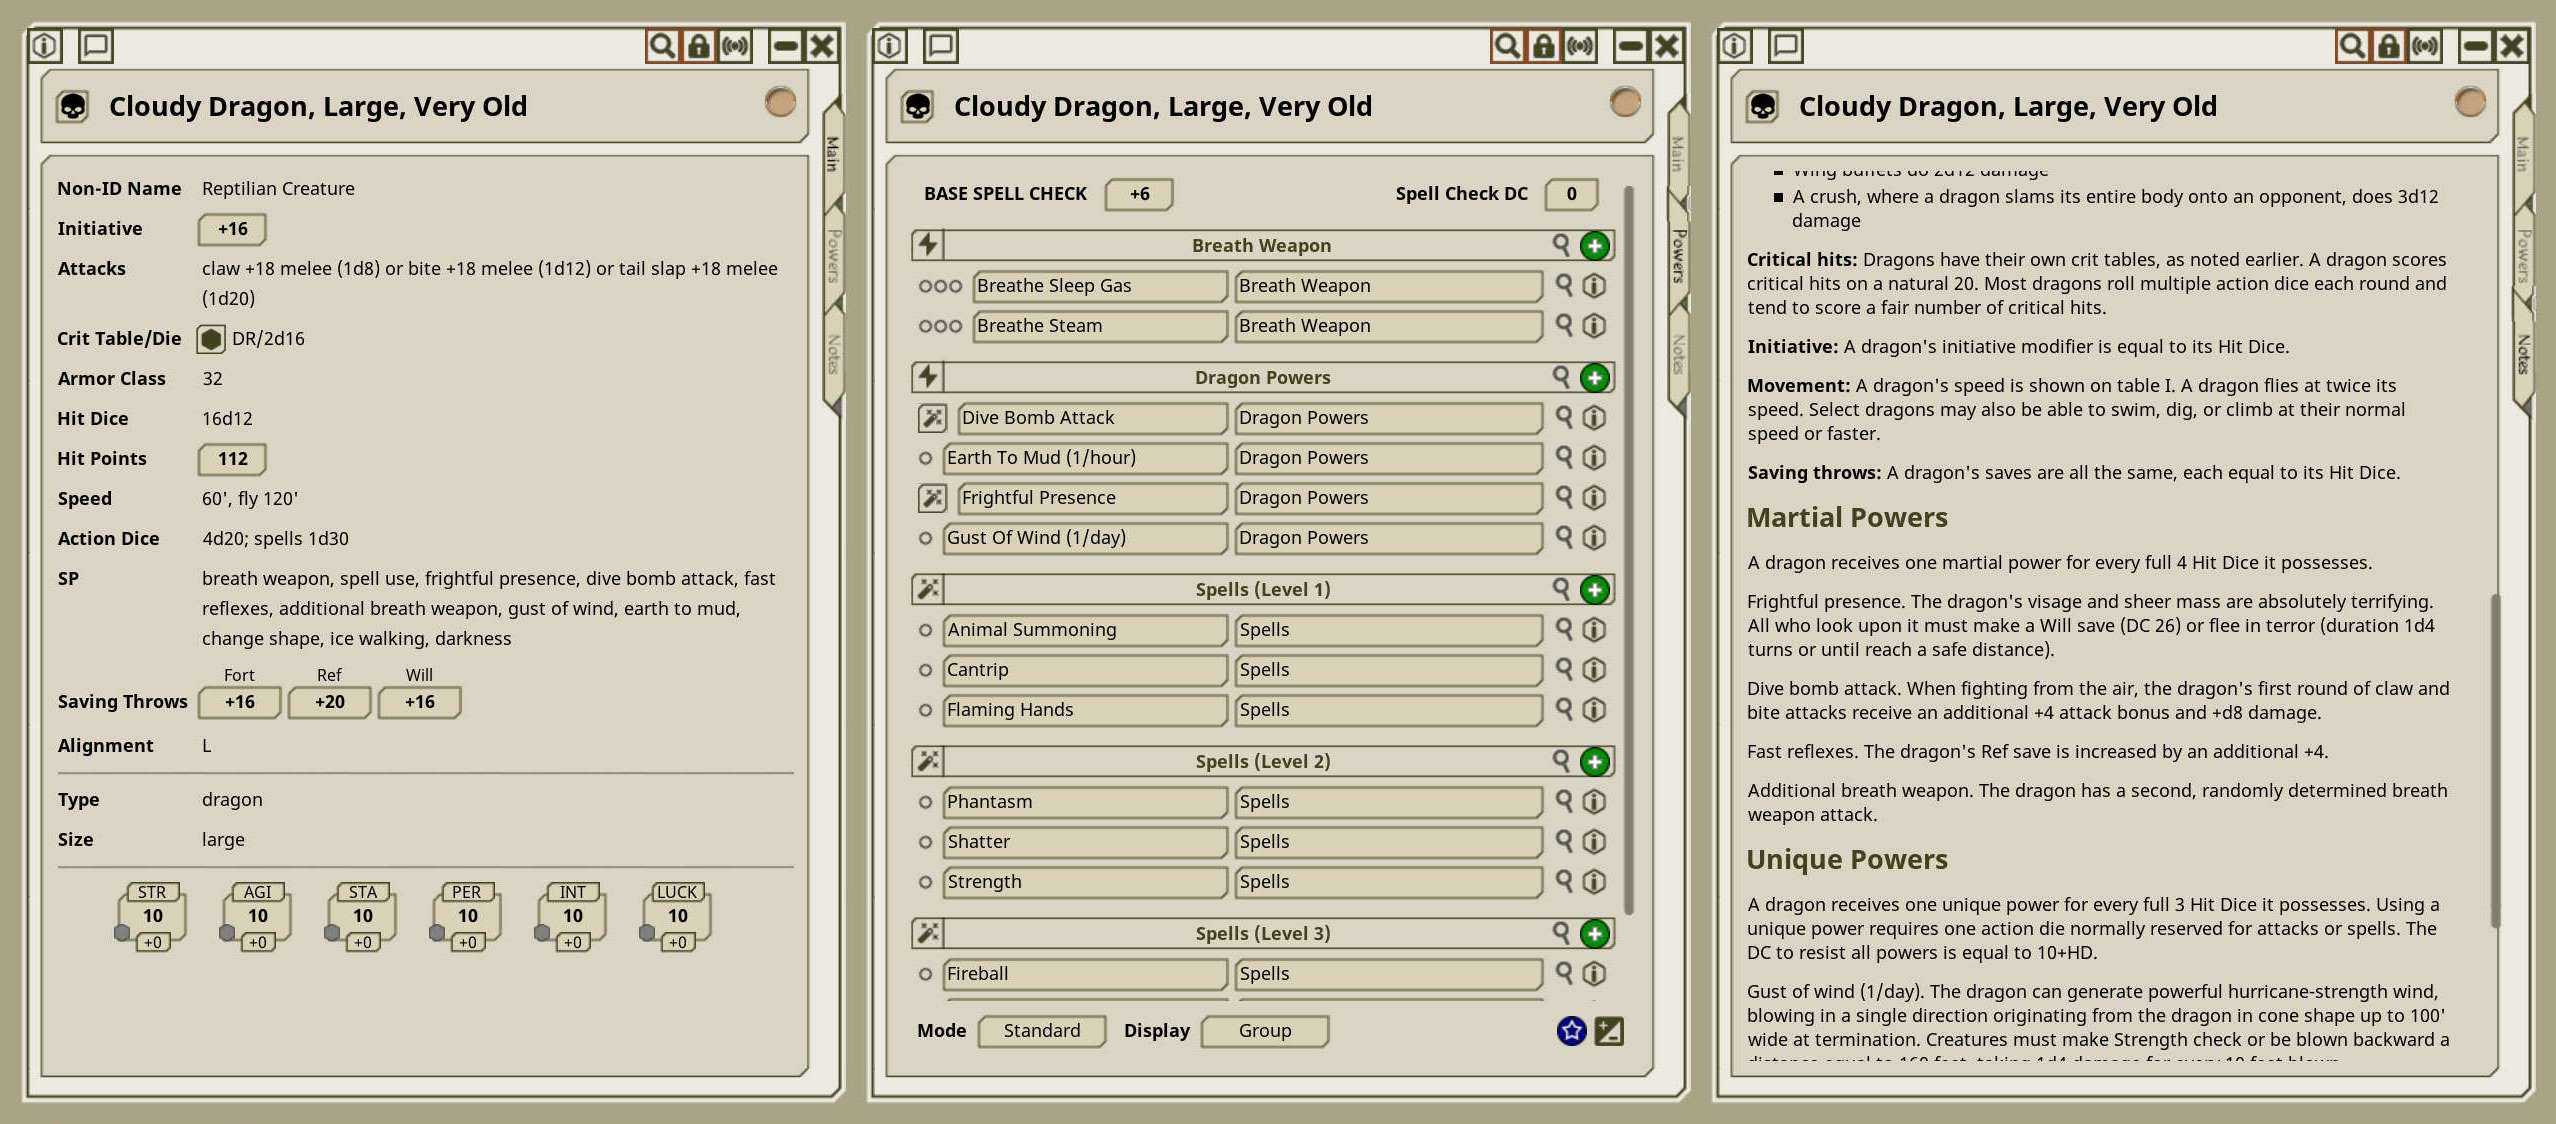 Cloudy Dragon, Large, Very Old
Main
Powers
Notes
Non-ID Name Reptilian Creature
Initiative +16
Attacks claw +18 melee (1d8) or bite +18 melee (1d12) or tail slap +18 melee
(1d20)
Crit Table/Die DR/2d16
Armor Class 32
Hit Dice 16d12
Hit Points 112
Speed 60', fly 120'
Action Dice 4d20; spells 1d30
SP breath weapon, spell use, frightful presence, dive bomb attack, fast
reflexes, additional breath weapon, gust of wind, earth to mud,
change shape, ice walking, darkness
Fort Ref Will
Saving Throws +16 +20 +16
Alignment L
Type dragon
Size large
STR AGI STA PER INT LUCK
10 10 10 10 10 10
+0 +0 +0 +0 +0 +0
Cloudy Dragon, Large, Very Old
Main
Powers
Notes
BASE SPELL CHECK +6 Spell Check DC 0
Breath Weapon
Breathe Sleep Gas Breath Weapon
Breathe Steam Breath Weapon
Dragon Powers
Dive Bomb Attack Dragon Powers
Earth To Mud (1/hour) Dragon Powers
Frightful Presence Dragon Powers
Gust Of Wind (1/day) Dragon Powers
Spells (Level 1)
Animal Summoning Spells
Cantrip Spells
Flaming Hands Spells
Spells (Level 2)
Phantasm Spells
Shatter Spells
Strength Spells
Spells (Level 3)
Fireball Spells
Mode Standard Display Group
Cloudy Dragon, Large, Very Old
Main
Powers
Notes
■ Wing buffets do 2d12 damage
■ A crush, where a dragon slams its entire body onto an opponent, does 3d12
damage
Critical hits: Dragons have their own crit tables, as noted earlier. A dragon scores
critical hits on a natural 20. Most dragons roll multiple action dice each round and
tend to score a fair number of critical hits.
Initiative: A dragon's initiative modifier is equal to its Hit Dice.
Movement: A dragon's speed is shown on table I. A dragon flies at twice its
speed. Select dragons may also be able to swim, dig, or climb at their normal
speed or faster.
Saving throws: A dragon's saves are all the same, each equal to its Hit Dice.
Martial Powers
A dragon receives one martial power for every full 4 Hit Dice it possesses.
Frightful presence. The dragon's visage and sheer mass are absolutely terrifying.
All who look upon it must make a Will save (DC 26) or flee in terror (duration 1d4
turns or until reach a safe distance).
Dive bomb attack. When fighting from the air, the dragon's first round of claw and
bite attacks receive an additional +4 attack bonus and +d8 damage.
Fast reflexes. The dragon's Ref save is increased by an additional +4.
Additional breath weapon. The dragon has a second, randomly determined breath
weapon attack.
Unique Powers
A dragon receives one unique power for every full 3 Hit Dice it possesses. Using a
unique power requires one action die normally reserved for attacks or spells. The
DC to resist all powers is equal to 10+HD.
Gust of wind (1/day). The dragon can generate powerful hurricane-strength wind,
blowing in a single direction originating from the dragon in cone shape up to 100'
wide at termination. Creatures must make Strength check or be blown backward a
distance equal to 160 feet, taking 1d4 damage for every 10 feet blown.